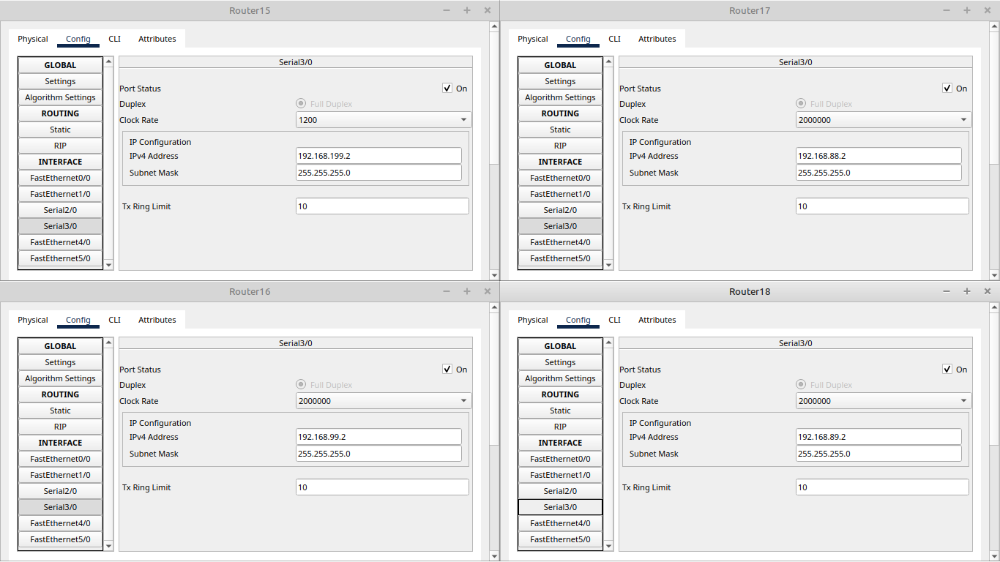 Router15
Physical Config CLI Attributes
GLOBAL
Settings
Algorithm Settings
ROUTING
Static
RIP
INTERFACE
FastEthernet0/0
FastEthernet1/0
Serial2/0
Serial3/0
FastEthernet4/0
FastEthernet5/0
Serial3/0
Port Status On
Duplex Full Duplex
Clock Rate 1200
IP Configuration
IPv4 Address 192.168.199.2
Subnet Mask 255.255.255.0
Tx Ring Limit 10
Router17
Physical Config CLI Attributes
GLOBAL
Settings
Algorithm Settings
ROUTING
Static
RIP
INTERFACE
FastEthernet0/0
FastEthernet1/0
Serial2/0
Serial3/0
FastEthernet4/0
FastEthernet5/0
Serial3/0
Port Status On
Duplex Full Duplex
Clock Rate 2000000
IP Configuration
IPv4 Address 192.168.88.2
Subnet Mask 255.255.255.0
Tx Ring Limit 10
Router16
Physical Config CLI Attributes
GLOBAL
Settings
Algorithm Settings
ROUTING
Static
RIP
INTERFACE
FastEthernet0/0
FastEthernet1/0
Serial2/0
Serial3/0
FastEthernet4/0
FastEthernet5/0
Serial3/0
Port Status On
Duplex Full Duplex
Clock Rate 2000000
IP Configuration
IPv4 Address 192.168.99.2
Subnet Mask 255.255.255.0
Tx Ring Limit 10
Router18
Physical Config CLI Attributes
GLOBAL
Settings
Algorithm Settings
ROUTING
Static
RIP
INTERFACE
FastEthernet0/0
FastEthernet1/0
Serial2/0
Serial3/0
FastEthernet4/0
FastEthernet5/0
Serial3/0
Port Status On
Duplex Full Duplex
Clock Rate 2000000
IP Configuration
IPv4 Address 192.168.89.2
Subnet Mask 255.255.255.0
Tx Ring Limit 10